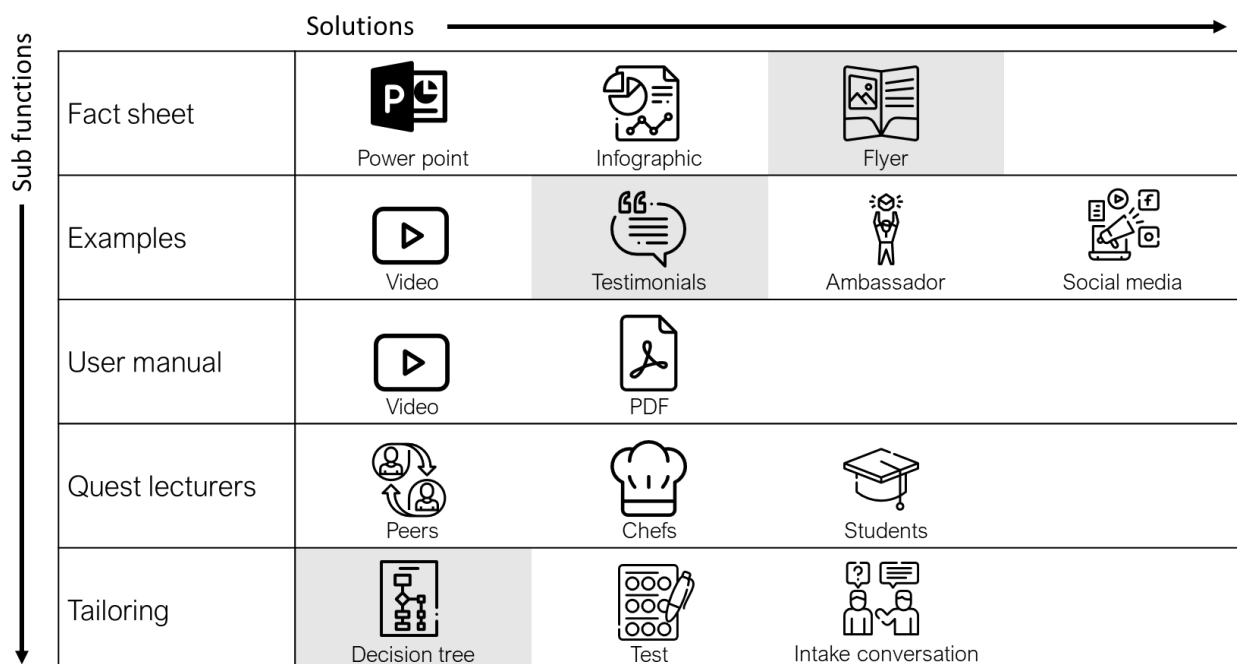 Solutions
Sub functions
Fact sheet
Power point
Infographic
Flyer
Examples
Video
Testimonials
Ambassador
Social media
User manual
Video
PDF
Quest lecturers
Peers
Chefs
Students
Tailoring
Decision tree
Test
Intake conversation